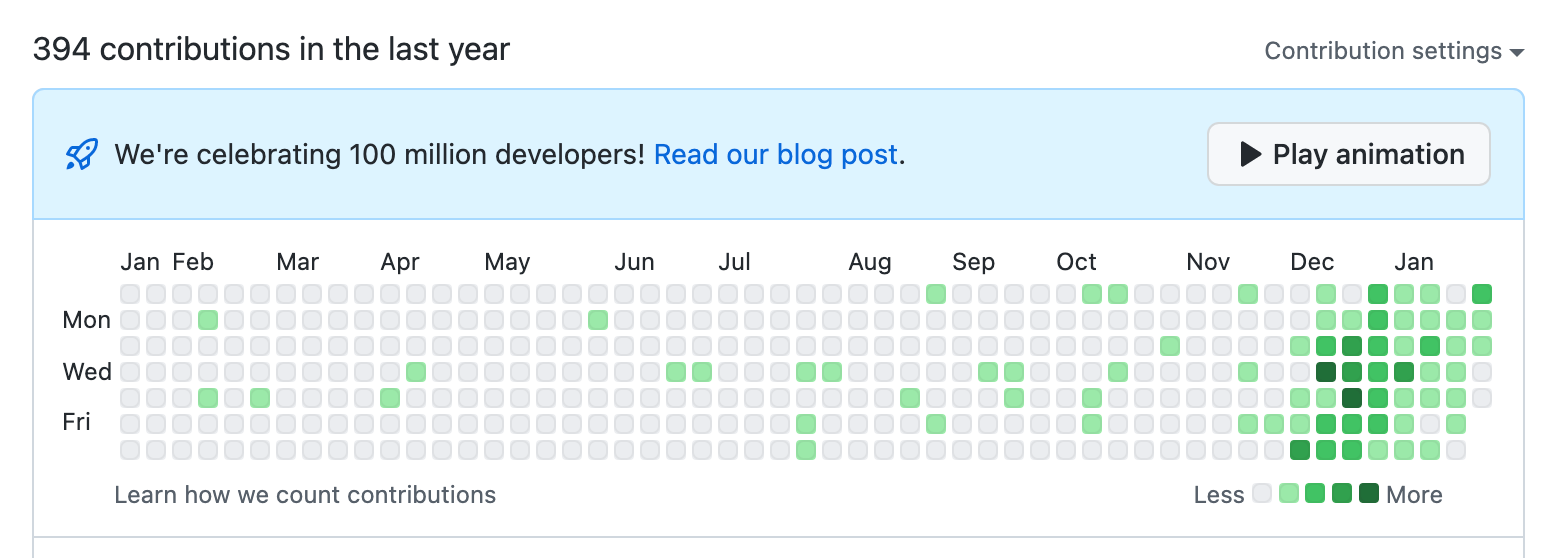 394 contributions in the last year
Contribution settings
We're celebrating 100 million developers! Read our blog post.
Play animation
Jan Feb Mar Apr May Jun Jul Aug Sep Oct Nov Dec Jan
Mon
Wed
Fri
Learn how we count contributions
Less More